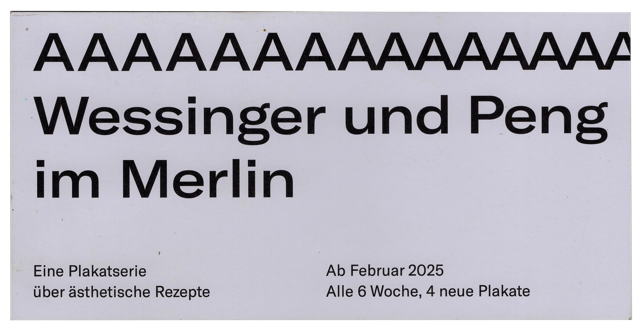 AAAAAAAAAAAAAAAA
Wessinger und Peng
im Merlin
Eine Plakatserie
über ästhetische Rezepte
Ab Februar 2025
Alle 6 Woche, 4 neue Plakate